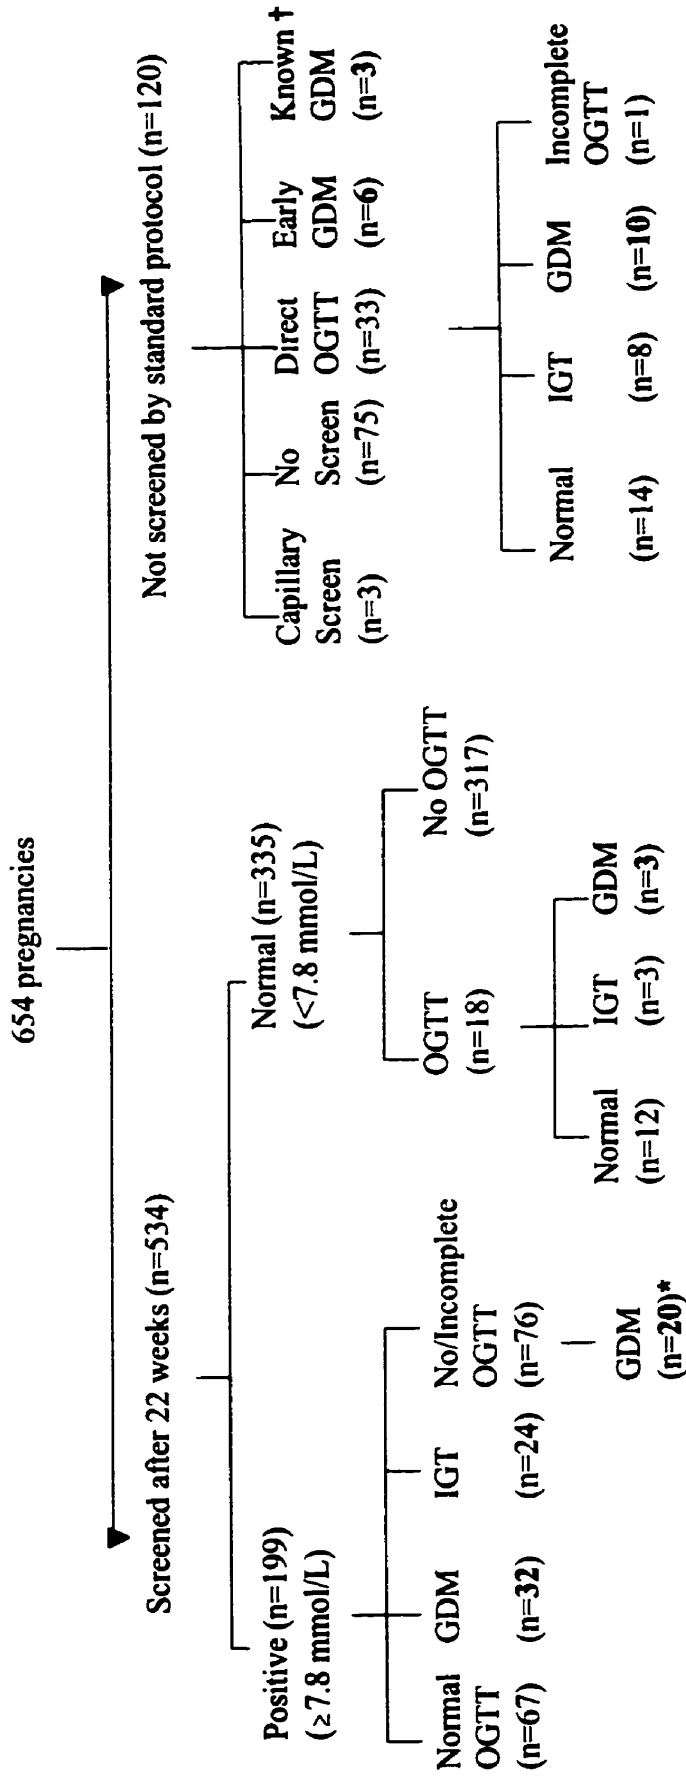 654 pregnancies
Screened after 22 weeks (n=534)
Not screened by standard protocol (n=120)
Positive (n=199)
(≥7.8 mmol/L)
Normal (n=335)
(<7.8 mmol/L)
Capillary
Screen
(n=3)
No
Screen
(n=75)
Direct
OGTT
(n=33)
Early
GDM
(n=6)
Known †
GDM
(n=3)
Normal
OGTT
(n=67)
GDM
(n=32)
IGT
(n=24)
No/Incomplete
OGTT
(n=76)
GDM
(n=20)*
OGTT
(n=18)
No OGTT
(n=317)
Normal
(n=12)
IGT
(n=3)
GDM
(n=3)
Normal
(n=14)
IGT
(n=8)
GDM
(n=10)
Incomplete
OGTT
(n=1)